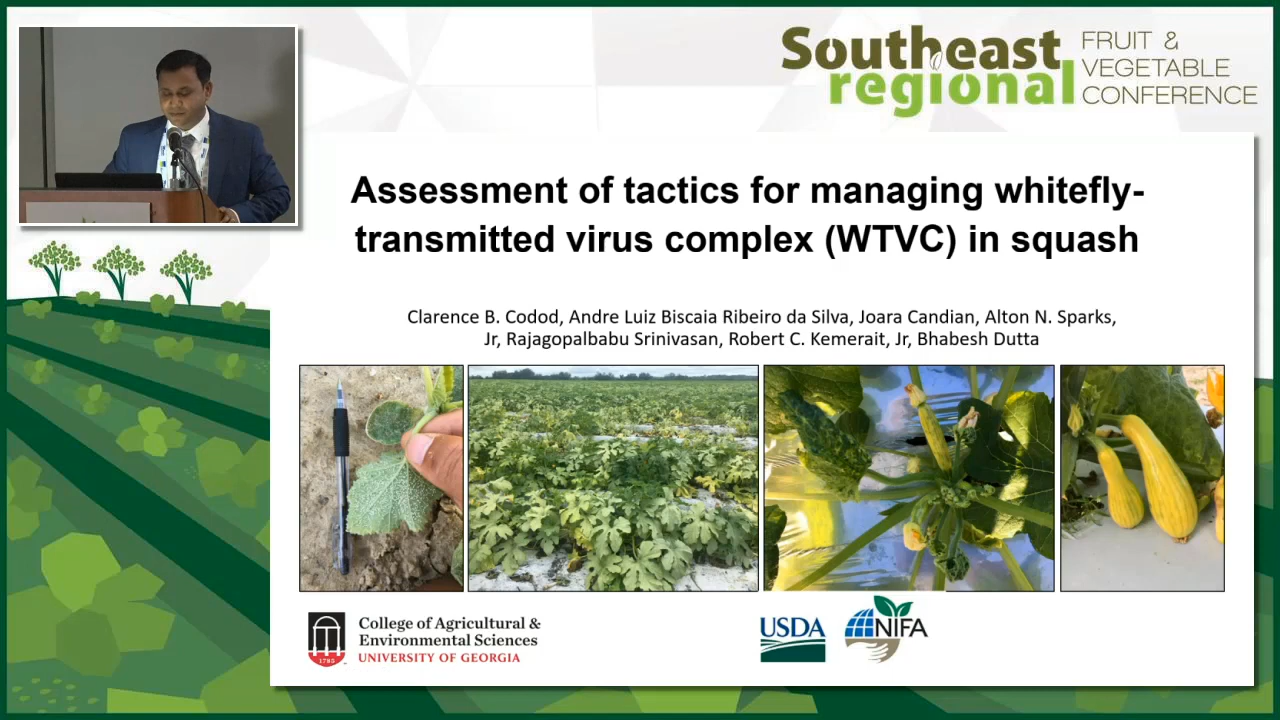 Southeast
regional
FRUIT &
VEGETABLE
CONFERENCE
Assessment of tactics for managing whitefly-
transmitted virus complex (WTVC) in squash
Clarence B. Codod, Andre Luiz Biscaia Ribeiro da Silva, Joara Candian, Alton N. Sparks,
Jr, Rajagopalbabu Srinivasan, Robert C. Kemerait, Jr, Bhabesh Dutta
1785
College of Agricultural &
Environmental Sciences
UNIVERSITY OF GEORGIA
USDA
NIFA